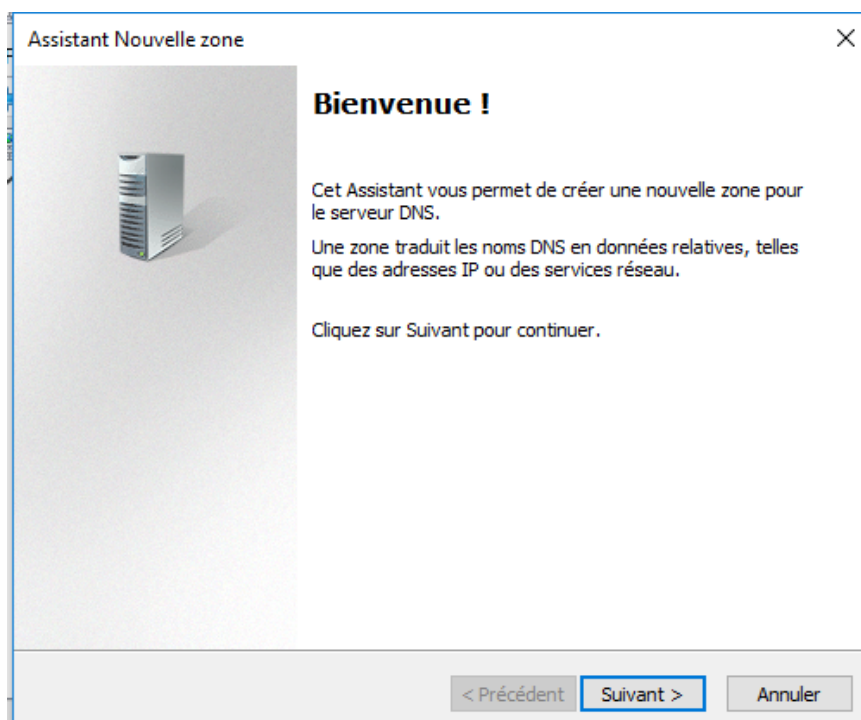 Assistant Nouvelle zone
Bienvenue !
Cet Assistant vous permet de créer une nouvelle zone pour
le serveur DNS.
Une zone traduit les noms DNS en données relatives, telles
que des adresses IP ou des services réseau.
Cliquez sur Suivant pour continuer.
< Précédent
Suivant >
Annuler